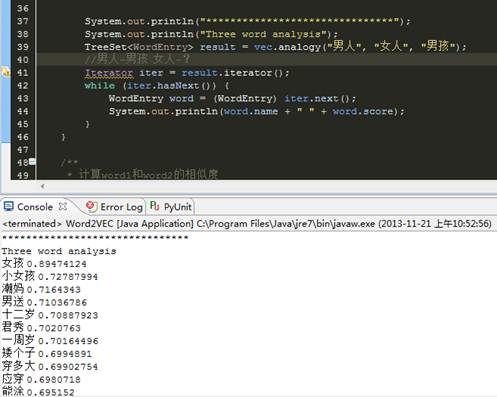 36
37 System.out.println("*******************************");
38 System.out.println("Three word analysis");
39 TreeSet<WordEntry> result = vec.analogy("男人", "女人", "男孩");
40 //男人-男孩 女人-？
41 Iterator iter = result.iterator();
42 while (iter.hasNext()) {
43 WordEntry word = (WordEntry) iter.next();
44 System.out.println(word.name + " " + word.score);
45 }
46 }
47
48 /**
49 * 计算word1和word2的相似度
Console Error Log PyUnit
<terminated> Word2VEC [Java Application] C:\Program Files\Java\jre7\bin\javaw.exe (2013-11-21 上午10:52:56)
*******************************
Three word analysis
女孩 0.89474124
小女孩 0.72787994
潮妈 0.7164343
男送 0.71036786
十二岁 0.70887923
君秀 0.7020763
一周岁 0.70164496
矮个子 0.6994891
穿多大 0.69902754
应穿 0.6980718
能涂 0.695152